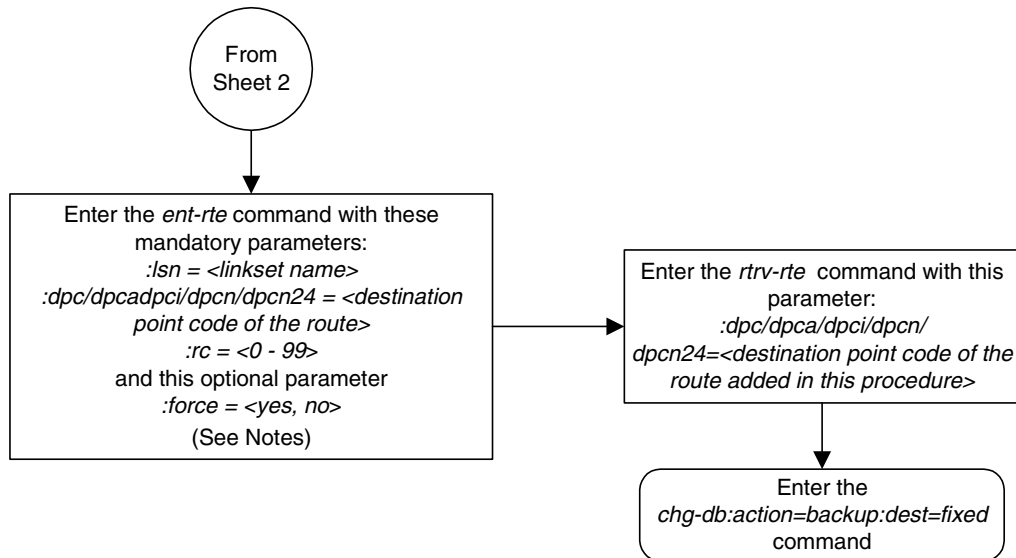 From
Sheet 2
Enter the ent-rte command with these
mandatory parameters:
:lsn = <linkset name>
:dpc/dpcadpci/dpcn/dpcn24 = <destination
point code of the route>
:rc = <0 - 99>
and this optional parameter
:force = <yes, no>
(See Notes)
Enter the rtrv-rte command with this
parameter:
:dpc/dpca/dpci/dpcn/
dpcn24=<destination point code of the
route added in this procedure>
Enter the
chg-db:action=backup:dest=fixed
command